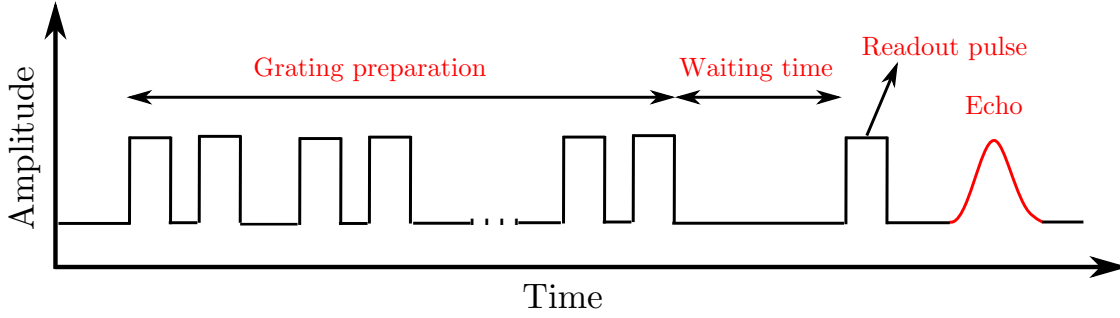 Readout pulse
Grating preparation
Waiting time
Echo
Amplitude
Time